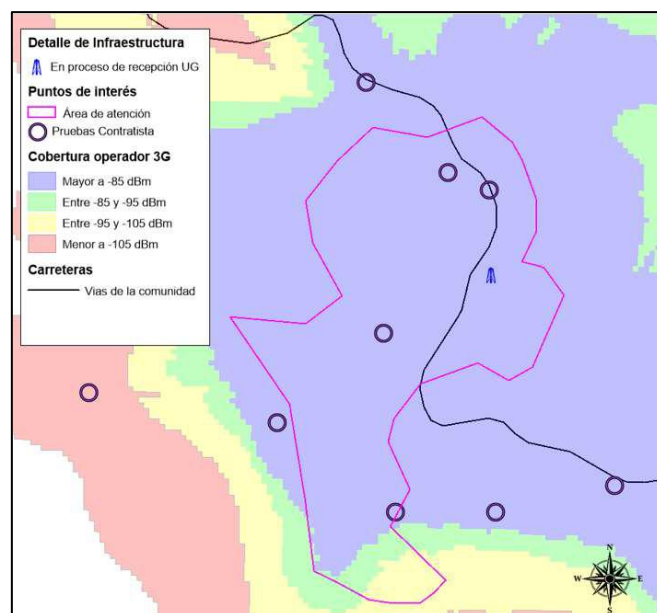 Detalle de Infraestructura
En proceso de recepción UG
Puntos de interés
Área de atención
Pruebas Contratista
Cobertura operador 3G
Mayor a -85 dBm
Entre -85 y -95 dBm
Entre -95 y -105 dBm
Menor a -105 dBm
Carreteras
Vias de la comunidad
N
W E
S